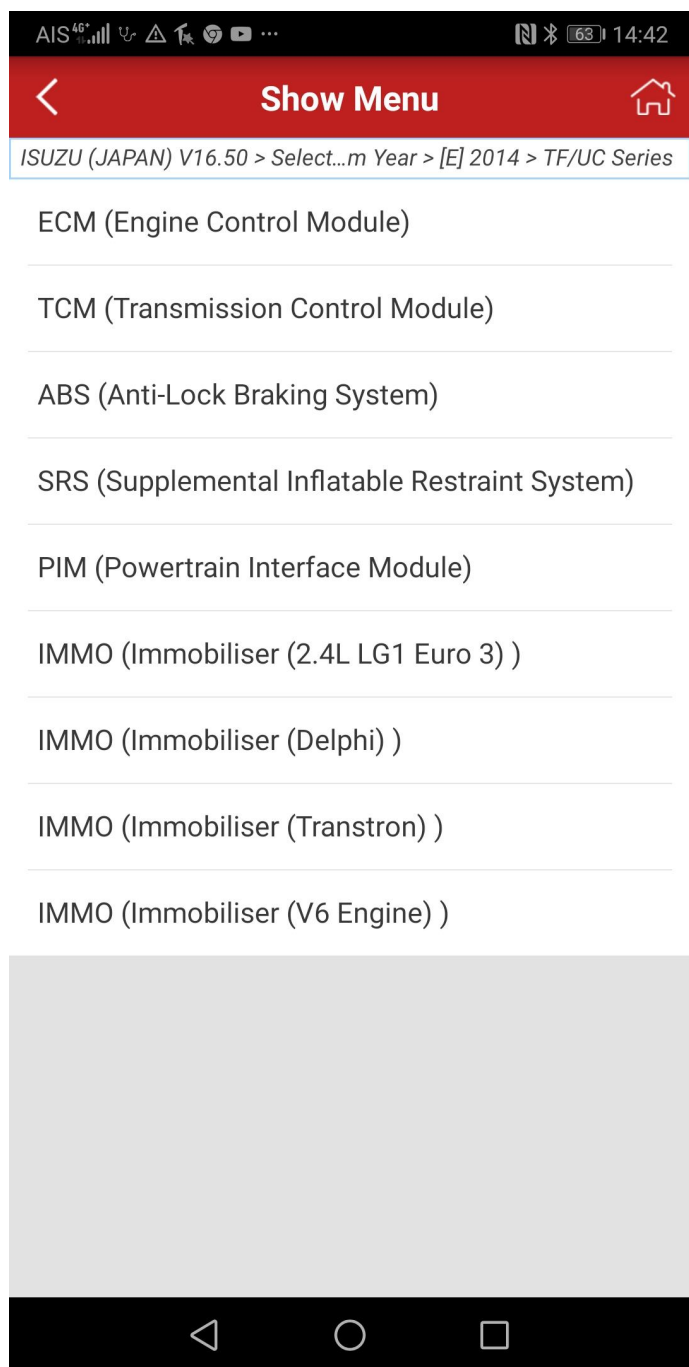 AIS 4G+ 63 14:42
Show Menu
ISUZU (JAPAN) V16.50 > Select...m Year > [E] 2014 > TF/UC Series
ECM (Engine Control Module)
TCM (Transmission Control Module)
ABS (Anti-Lock Braking System)
SRS (Supplemental Inflatable Restraint System)
PIM (Powertrain Interface Module)
IMMO (Immobiliser (2.4L LG1 Euro 3) )
IMMO (Immobiliser (Delphi) )
IMMO (Immobiliser (Transtron) )
IMMO (Immobiliser (V6 Engine) )